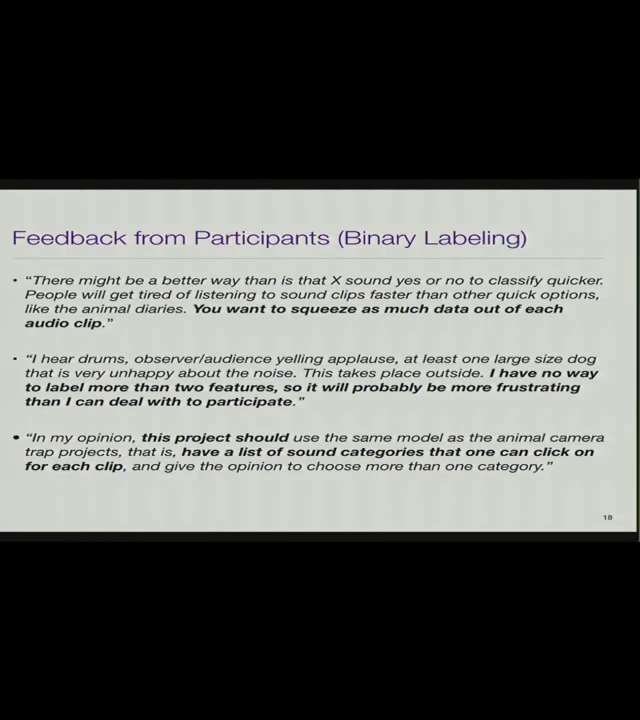 Feedback from Participants (Binary Labeling)
• "There might be a better way than is that X sound yes or no to classify quicker.
People will get tired of listening to sound clips faster than other quick options,
like the animal diaries. You want to squeeze as much data out of each
audio clip."
• "I hear drums, observer/audience yelling applause, at least one large size dog
that is very unhappy about the noise. This takes place outside. I have no way
to label more than two features, so it will probably be more frustrating
than I can deal with to participate."
• "In my opinion, this project should use the same model as the animal camera
trap projects, that is, have a list of sound categories that one can click on
for each clip, and give the opinion to choose more than one category."
18